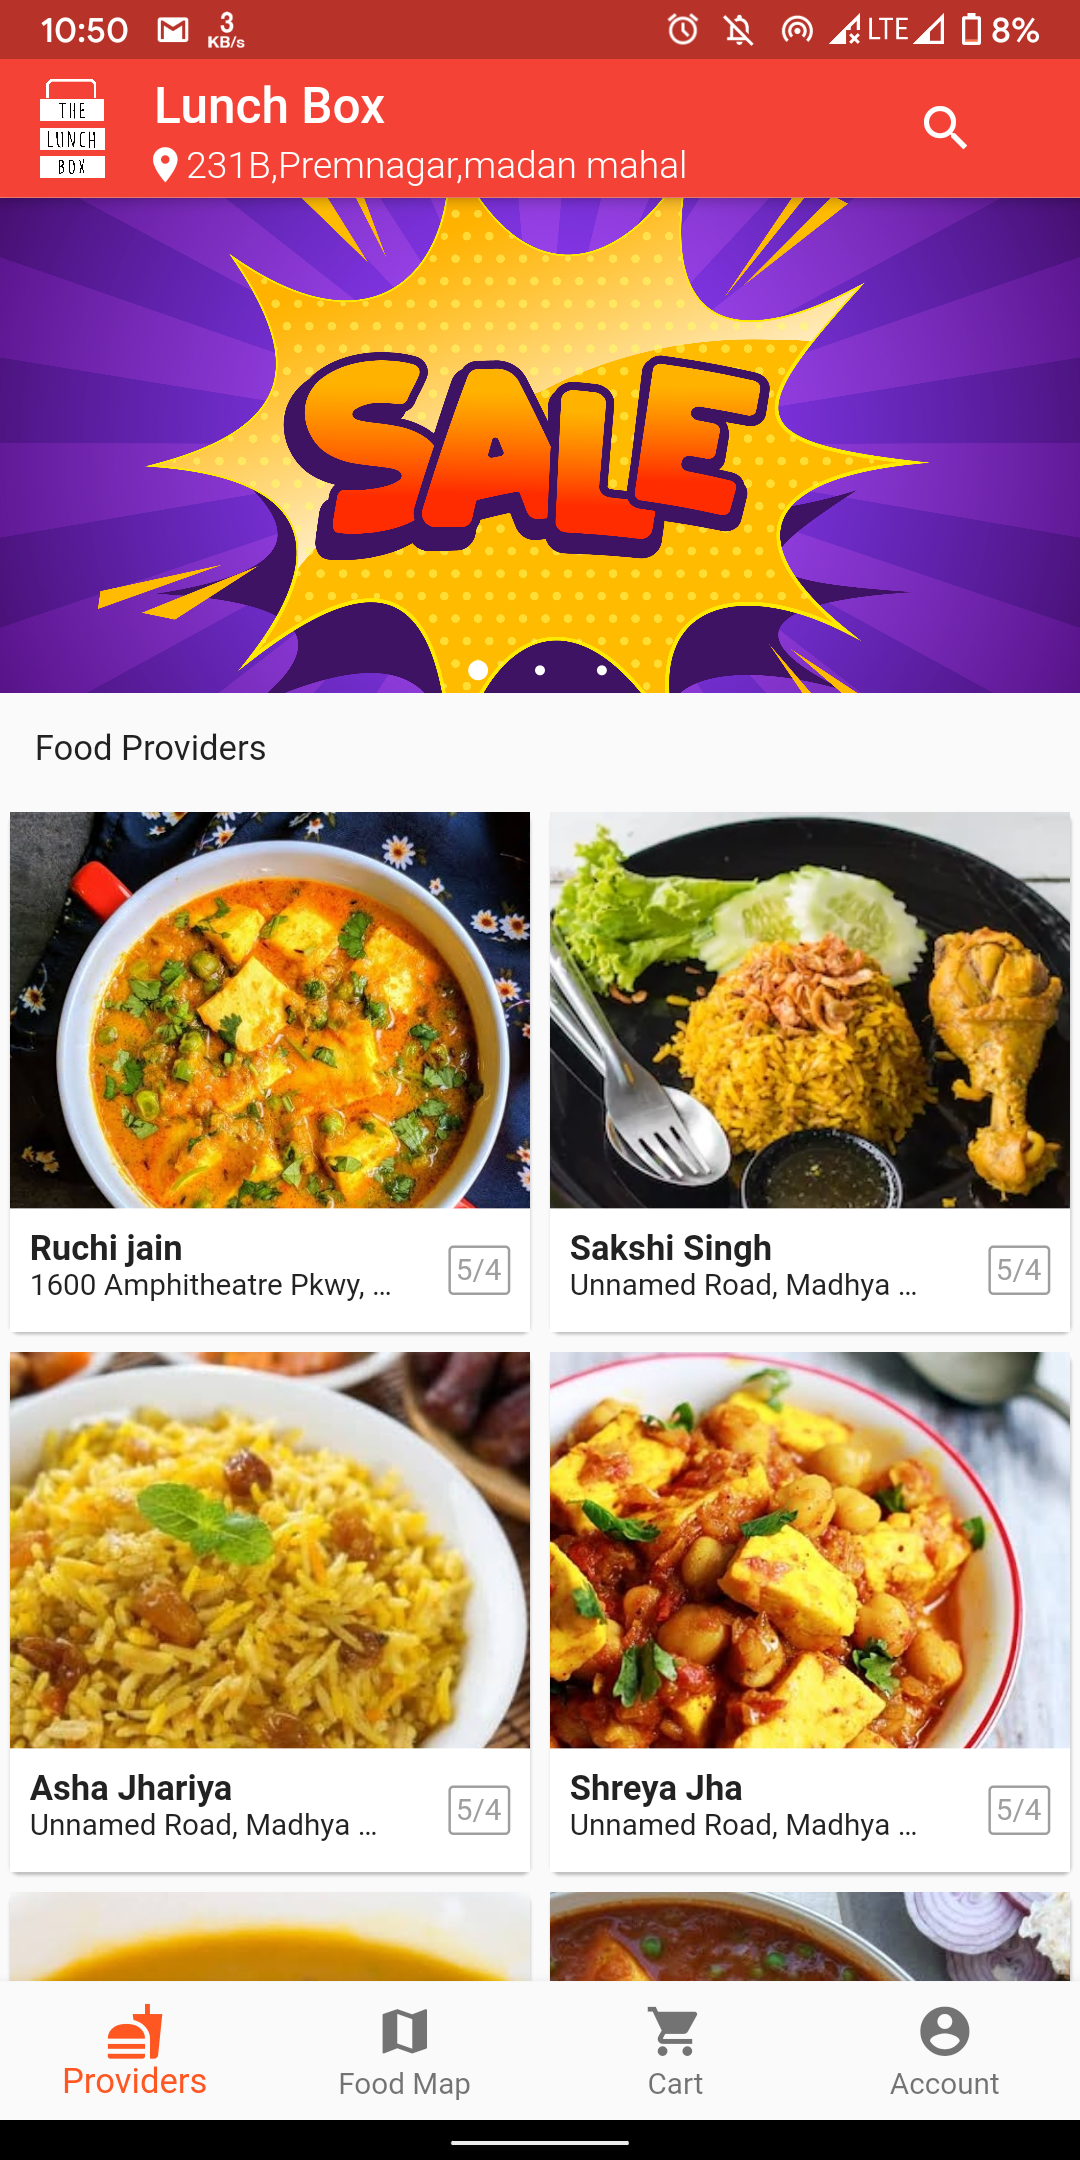 10:50
3
KB/s
LTE
8%
THE
LUNCH
BOX
Lunch Box
231B,Premnagar,madan mahal
SALE
Food Providers
Ruchi jain
1600 Amphitheatre Pkwy, ...
5/4
Sakshi Singh
Unnamed Road, Madhya ...
5/4
Asha Jhariya
Unnamed Road, Madhya ...
5/4
Shreya Jha
Unnamed Road, Madhya ...
5/4
Providers
Food Map
Cart
Account